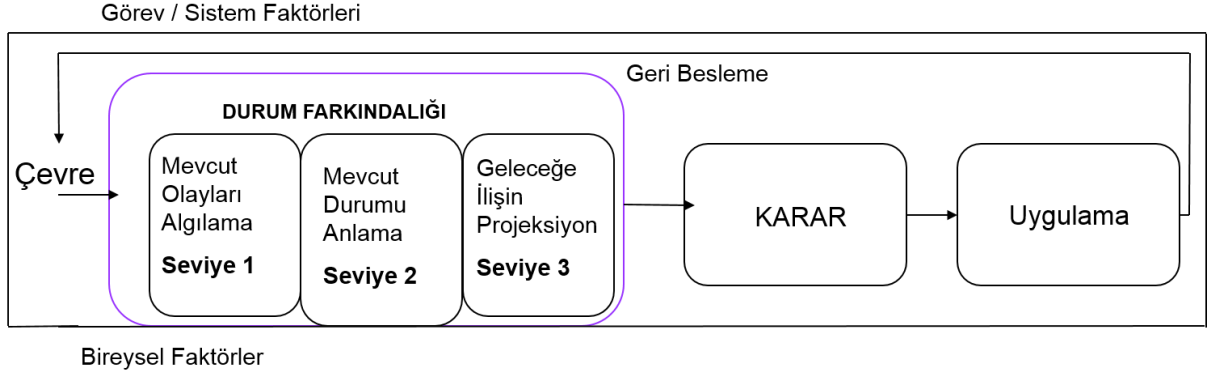 Görev / Sistem Faktörleri
Geri Besleme
DURUM FARKINDALIĞI
Çevre
Mevcut
Olayları
Algılama
Seviye 1
Mevcut
Durumu
Anlama
Seviye 2
Geleceğe
İlişin
Projeksiyon
Seviye 3
KARAR
Uygulama
Bireysel Faktörler